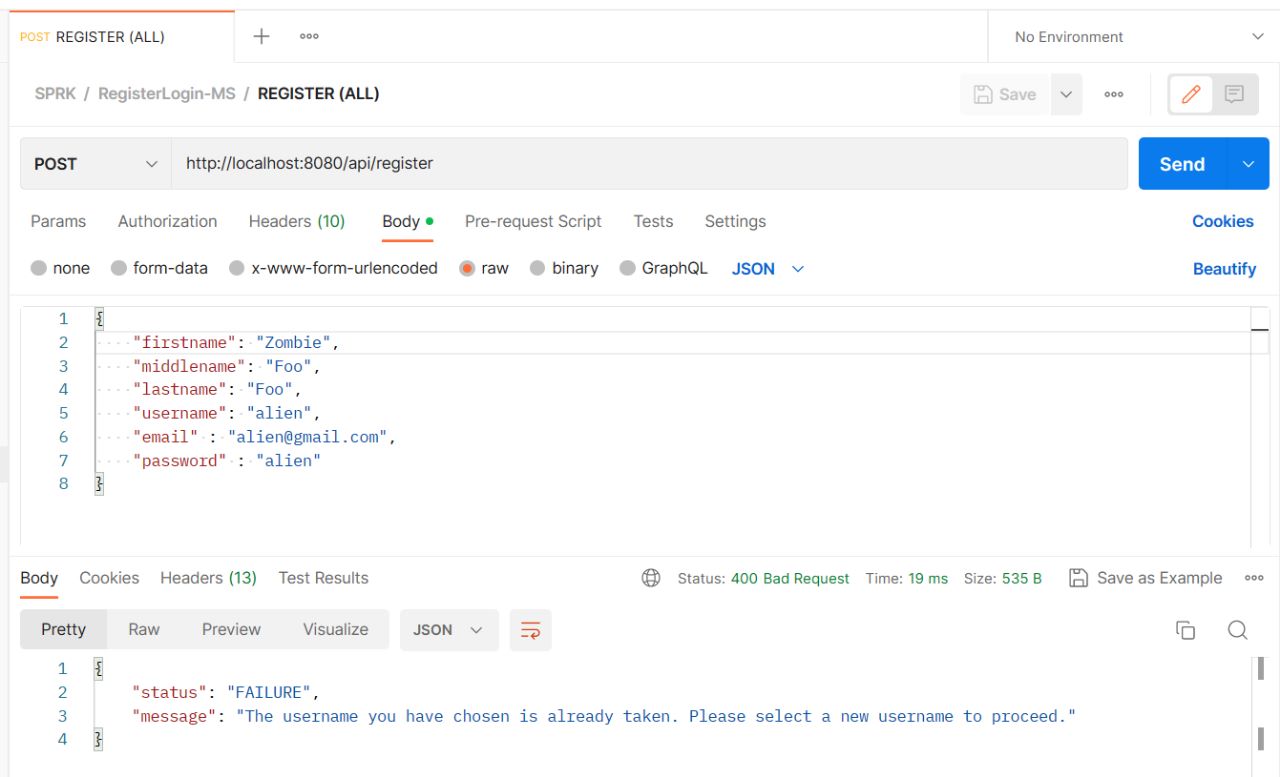 POST REGISTER (ALL)
No Environment
SPRK / RegisterLogin-MS / REGISTER (ALL)
Save
POST
http://localhost:8080/api/register
Send
Params Authorization Headers (10) Body Pre-request Script Tests Settings Cookies
none form-data x-www-form-urlencoded raw binary GraphQL JSON Beautify
1 {
2 "firstname": "Zombie",
3 "middlename": "Foo",
4 "lastname": "Foo",
5 "username": "alien",
6 "email" : "alien@gmail.com",
7 "password" : "alien"
8 }
Body Cookies Headers (13) Test Results Status: 400 Bad Request Time: 19 ms Size: 535 B Save as Example
Pretty Raw Preview Visualize JSON
1 {
2 "status": "FAILURE",
3 "message": "The username you have chosen is already taken. Please select a new username to proceed."
4 }